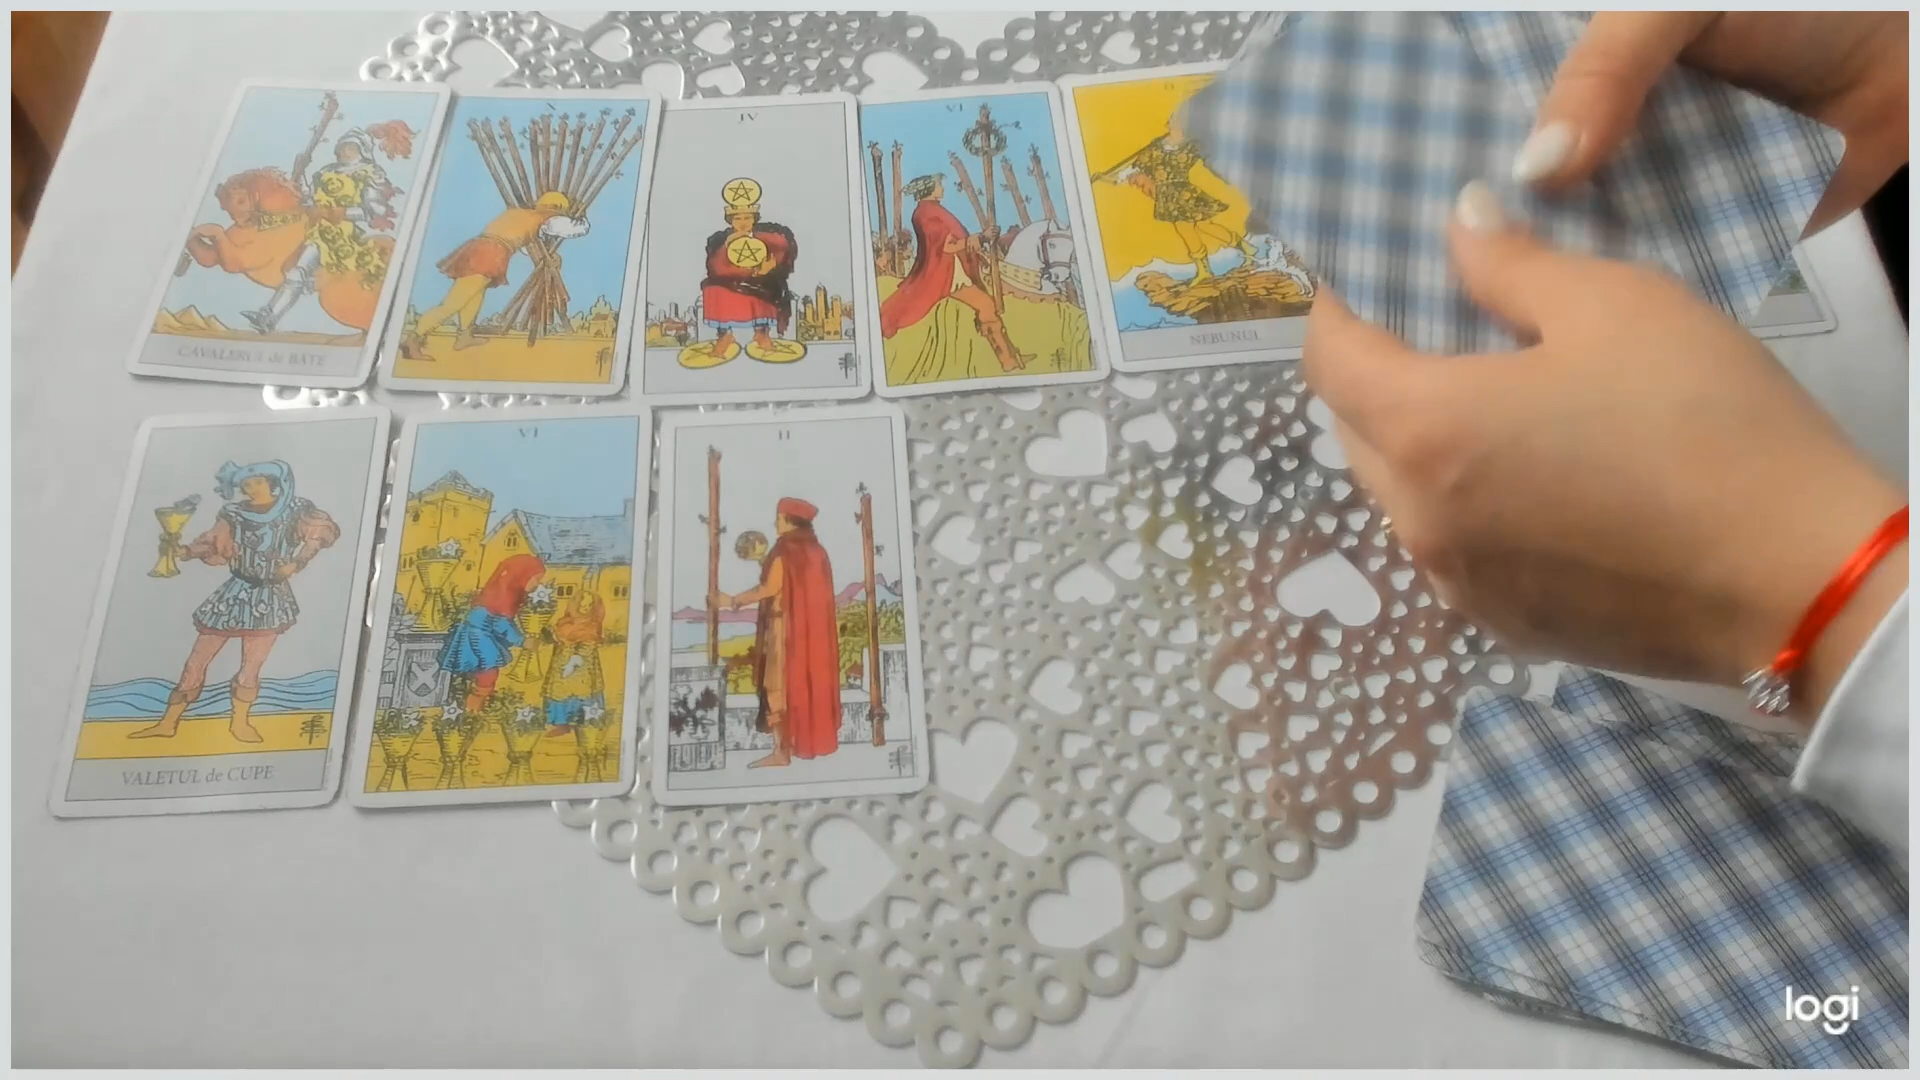 X
IV
VI
CAVALERUL de BÂTE
NEBUNUL
VI
II
VALETUL de CUPE
logi